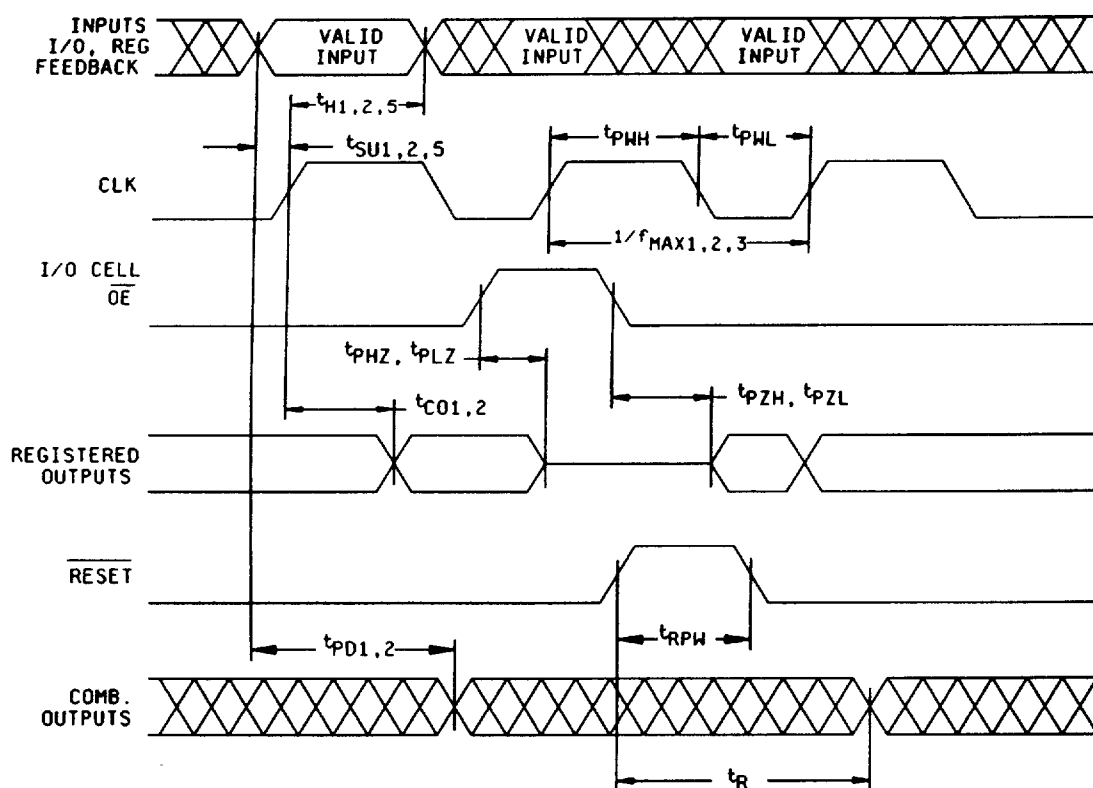 INPUTS
I/O, REG
FEEDBACK
VALID
INPUT
VALID
INPUT
VALID
INPUT
tH1,2,5
tSU1,2,5
tPWH
tPWL
CLK
1/fMAX1,2,3
I/O CELL
OE
tPHZ, tPLZ
tCO1,2
tPZH, tPZL
REGISTERED
OUTPUTS
RESET
tRPW
tPD1,2
COMB.
OUTPUTS
tR